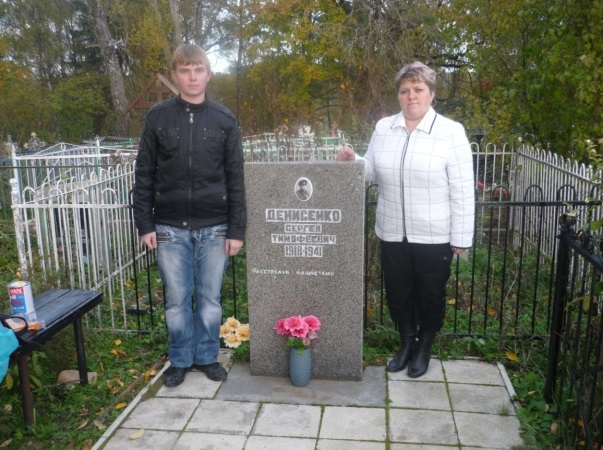 ДЕНИСЕНКО
СЕРГЕЙ
ТИМОФЕЕВИЧ
1918-1941
РАССТРЕЛЯН ФАШИСТАМИ